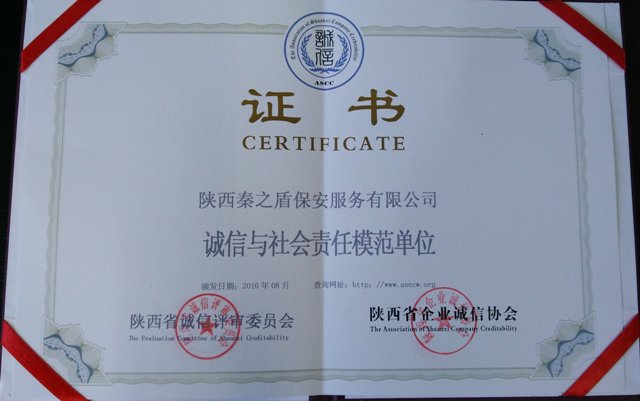 The Association of Shaanxi Company Creditability
誠信
ASCC
证书
CERTIFICATE
陕西秦之盾保安服务有限公司
诚信与社会责任模范单位
颁发日期：2016年08月 查询网址：http://www.asccw.org
陕西省诚信评审委员会 陕西省企业诚信协会
The Evaluation Committee of Shaanxi Creditability The Association of Shaanxi Company Creditability